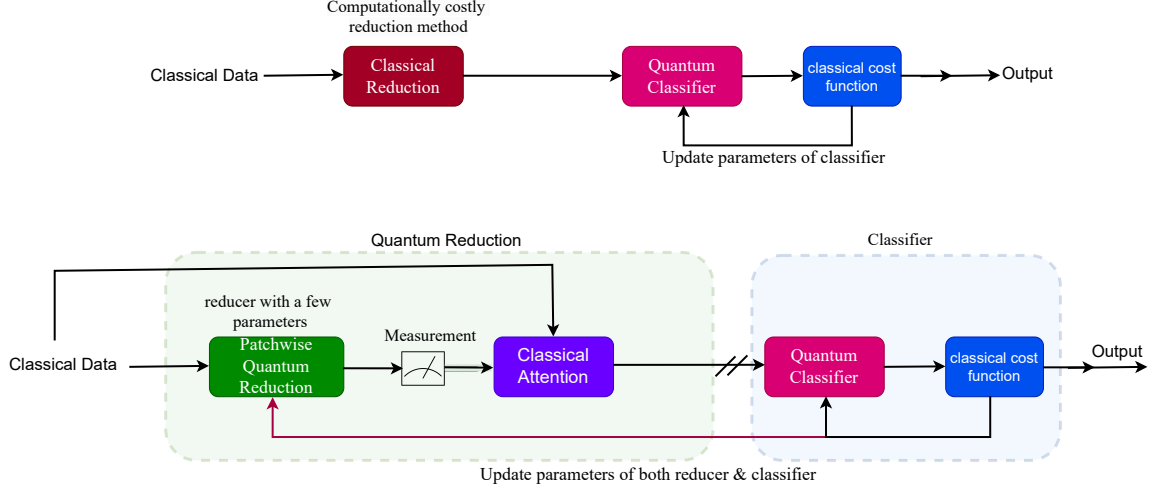 Computationally costly
reduction method
Classical Data
Classical
Reduction
Quantum
Classifier
classical cost
function
Output
Update parameters of classifier
Quantum Reduction
Classifier
reducer with a few
parameters
Classical Data
Patchwise
Quantum
Reduction
Measurement
Classical
Attention
Quantum
Classifier
classical cost
function
Output
Update parameters of both reducer & classifier